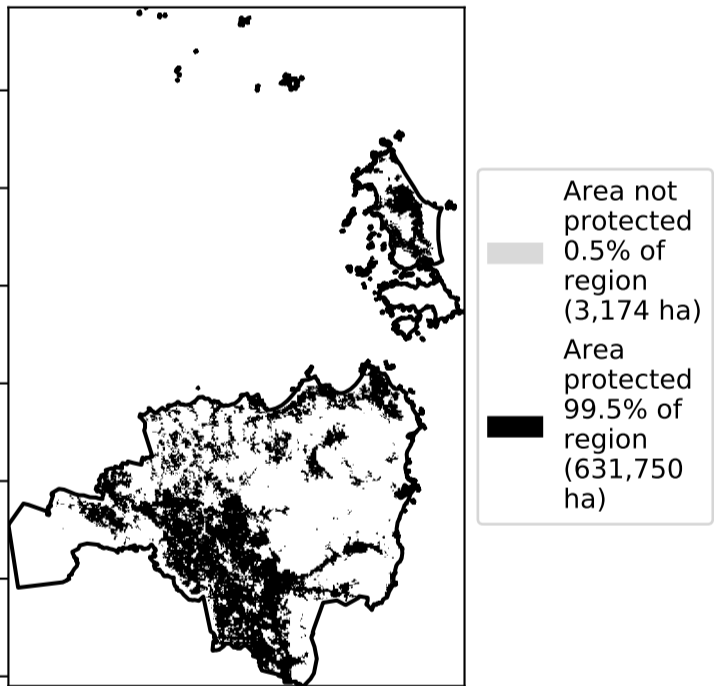 Area not
protected
0.5% of
region
(3,174 ha)
Area
protected
99.5% of
region
(631,750
ha)